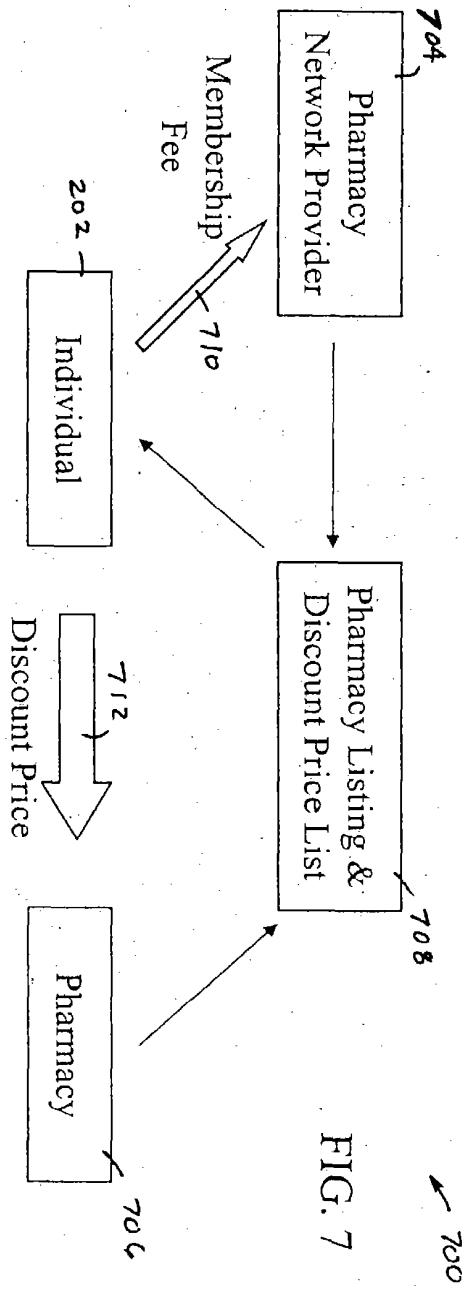 700
FIG. 7
704
Pharmacy
Network Provider
Pharmacy Listing &
Discount Price List
708
Membership
Fee
710
202
Individual
712
Discount Price
Pharmacy
706